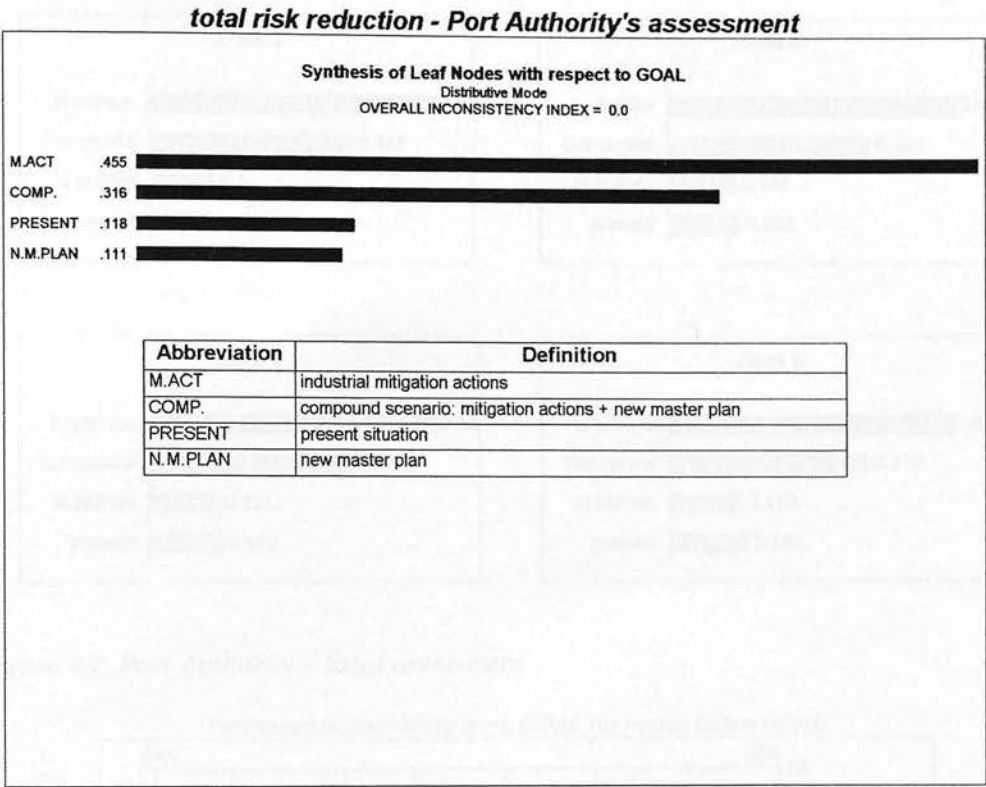 total risk reduction - Port Authority's assessment
Synthesis of Leaf Nodes with respect to GOAL
Distributive Mode
OVERALL INCONSISTENCY INDEX = 0.0
M.ACT .455
COMP. .316
PRESENT .118
N.M.PLAN .111
Abbreviation Definition
M.ACT industrial mitigation actions
COMP. compound scenario: mitigation actions + new master plan
PRESENT present situation
N.M.PLAN new master plan